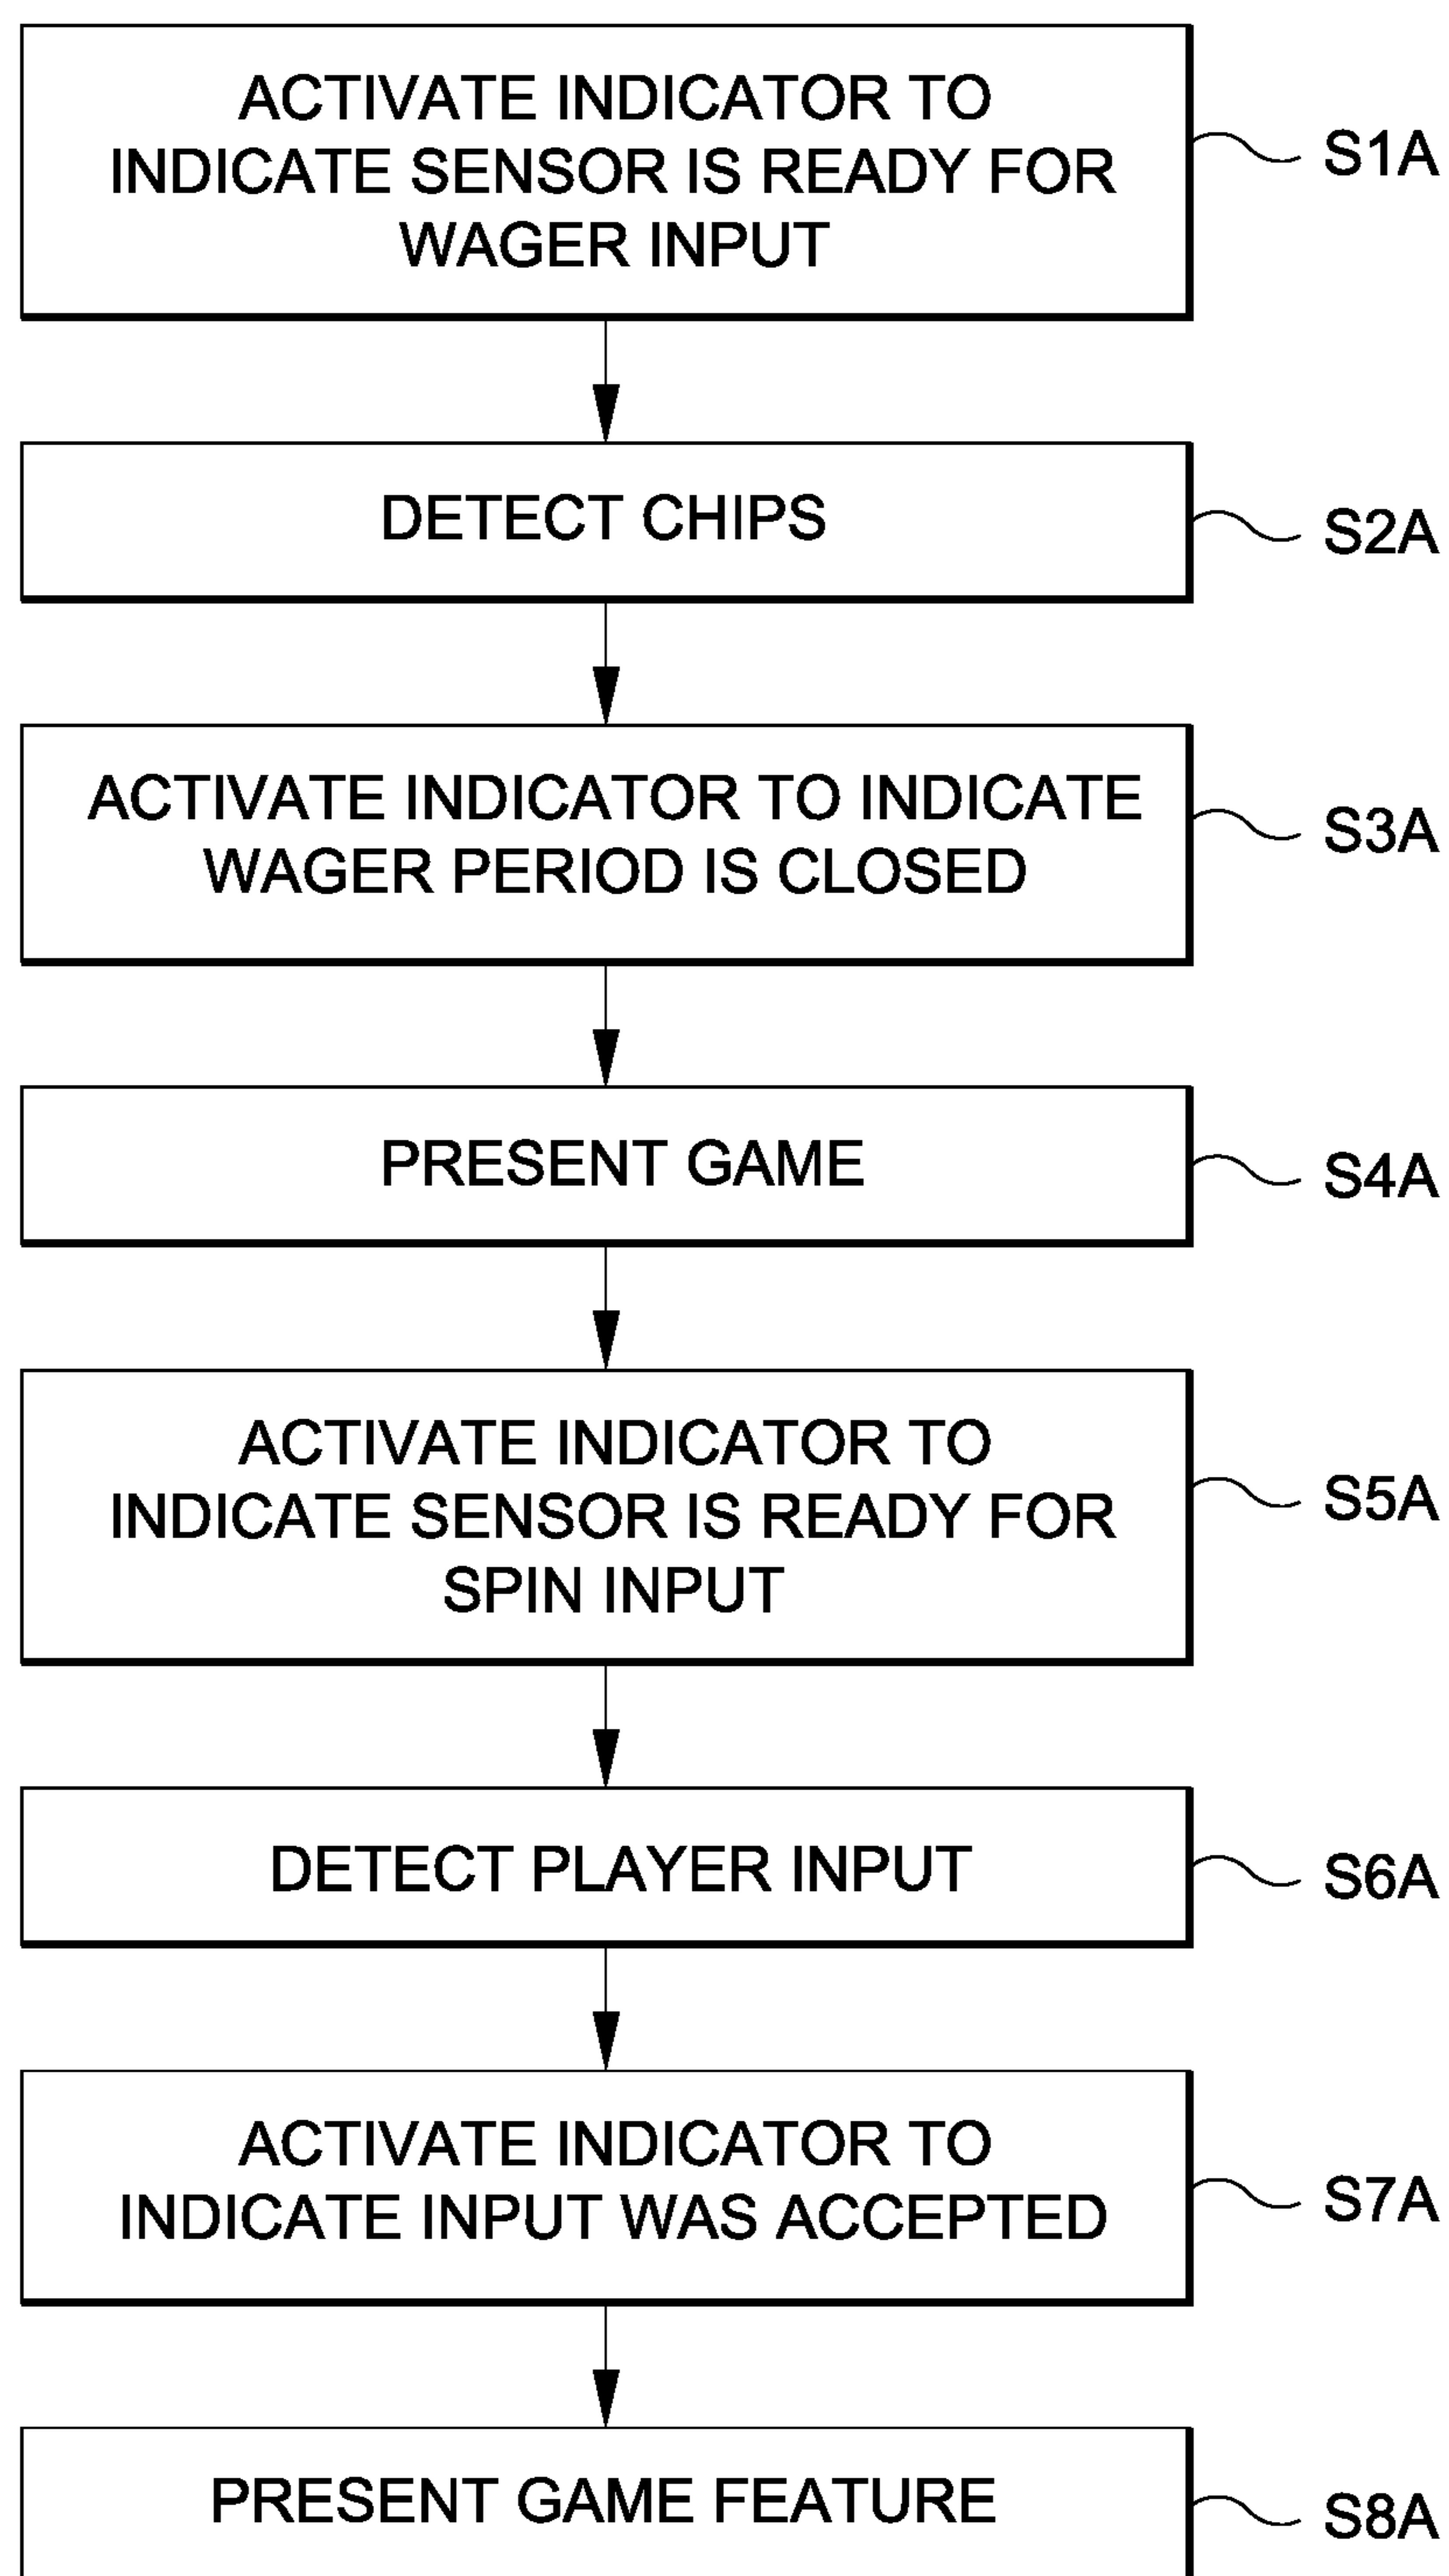 ACTIVATE INDICATOR TO
INDICATE SENSOR IS READY FOR
WAGER INPUT
S1A
DETECT CHIPS
S2A
ACTIVATE INDICATOR TO INDICATE
WAGER PERIOD IS CLOSED
S3A
PRESENT GAME
S4A
ACTIVATE INDICATOR TO
INDICATE SENSOR IS READY FOR
SPIN INPUT
S5A
DETECT PLAYER INPUT
S6A
ACTIVATE INDICATOR TO
INDICATE INPUT WAS ACCEPTED
S7A
PRESENT GAME FEATURE
S8A